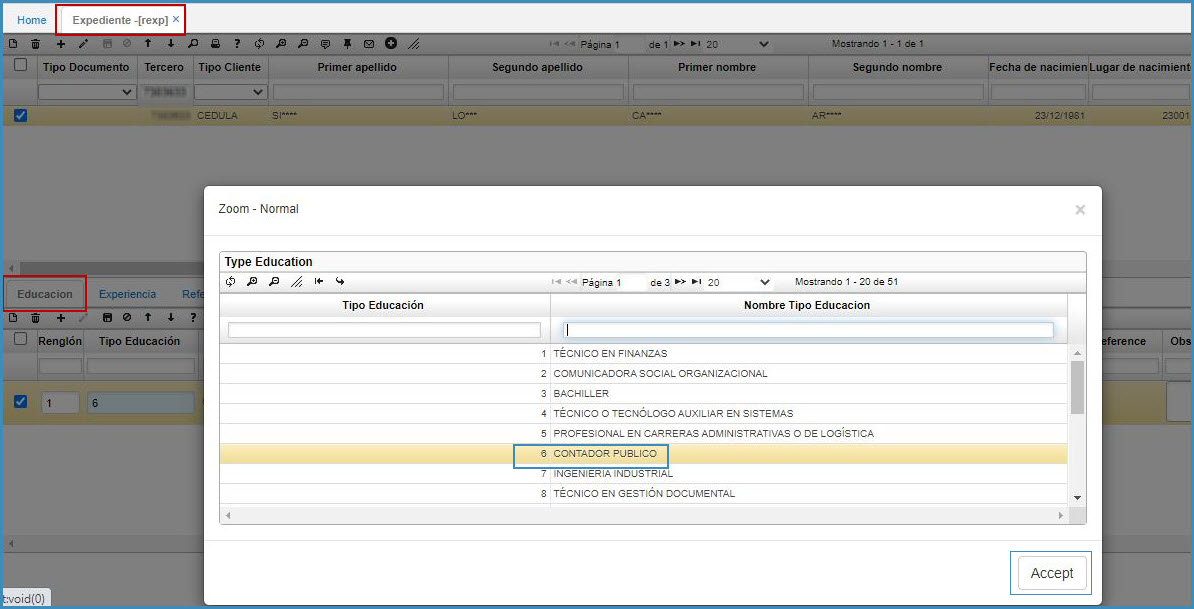 Home Expediente -[rexp] ×
Página 1 de 1 20 Mostrando 1 - 1 de 1
Tipo Documento Tercero Tipo Cliente Primer apellido Segundo apellido Primer nombre Segundo nombre Fecha de nacimien Lugar de nacimient
CEDULA SI**** LO*** CA**** AR**** 23/12/1981 23001
Zoom - Normal ×
Type Education
Página 1 de 3 20 Mostrando 1 - 20 de 51
Tipo Educación Nombre Tipo Educacion
1 TÉCNICO EN FINANZAS
2 COMUNICADORA SOCIAL ORGANIZACIONAL
3 BACHILLER
4 TÉCNICO O TECNÓLOGO AUXILIAR EN SISTEMAS
5 PROFESIONAL EN CARRERAS ADMINISTRATIVAS O DE LOGÍSTICA
6 CONTADOR PUBLICO
7 INGENIERIA INDUSTRIAL
8 TÉCNICO EN GESTIÓN DOCUMENTAL
Accept
Educacion Experiencia Refe
Renglón Tipo Educación eference Obs
1 6
t:void(0)